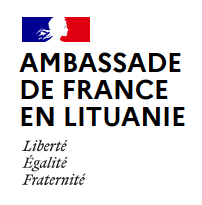 AMBASSADE
DE FRANCE
EN LITUANIE
Liberté
Égalité
Fraternité